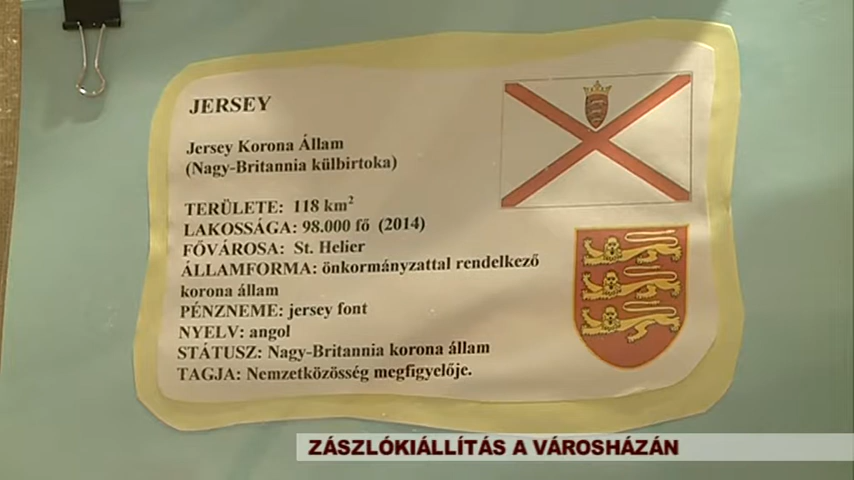 JERSEY
Jersey Korona Állam
(Nagy-Britannia külbirtoka)
TERÜLETE: 118 km²
LAKOSSÁGA: 98.000 fő (2014)
FŐVÁROSA: St. Helier
ÁLLAMFORMA: önkormányzattal rendelkező
korona állam
PÉNZNEME: jersey font
NYELV: angol
STÁTUSZ: Nagy-Britannia korona állam
TAGJA: Nemzetközösség megfigyelője.
ZÁSZLÓKIÁLLÍTÁS A VÁROSHÁZÁN